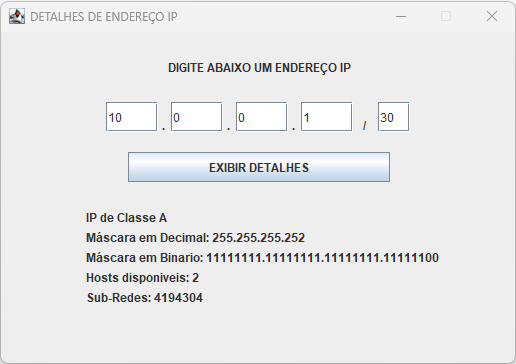 DETALHES DE ENDEREÇO IP
DIGITE ABAIXO UM ENDEREÇO IP
10 . 0 . 0 . 1 / 30
EXIBIR DETALHES
IP de Classe A
Máscara em Decimal: 255.255.255.252
Máscara em Binario: 11111111.11111111.11111111.11111100
Hosts disponiveis: 2
Sub-Redes: 4194304